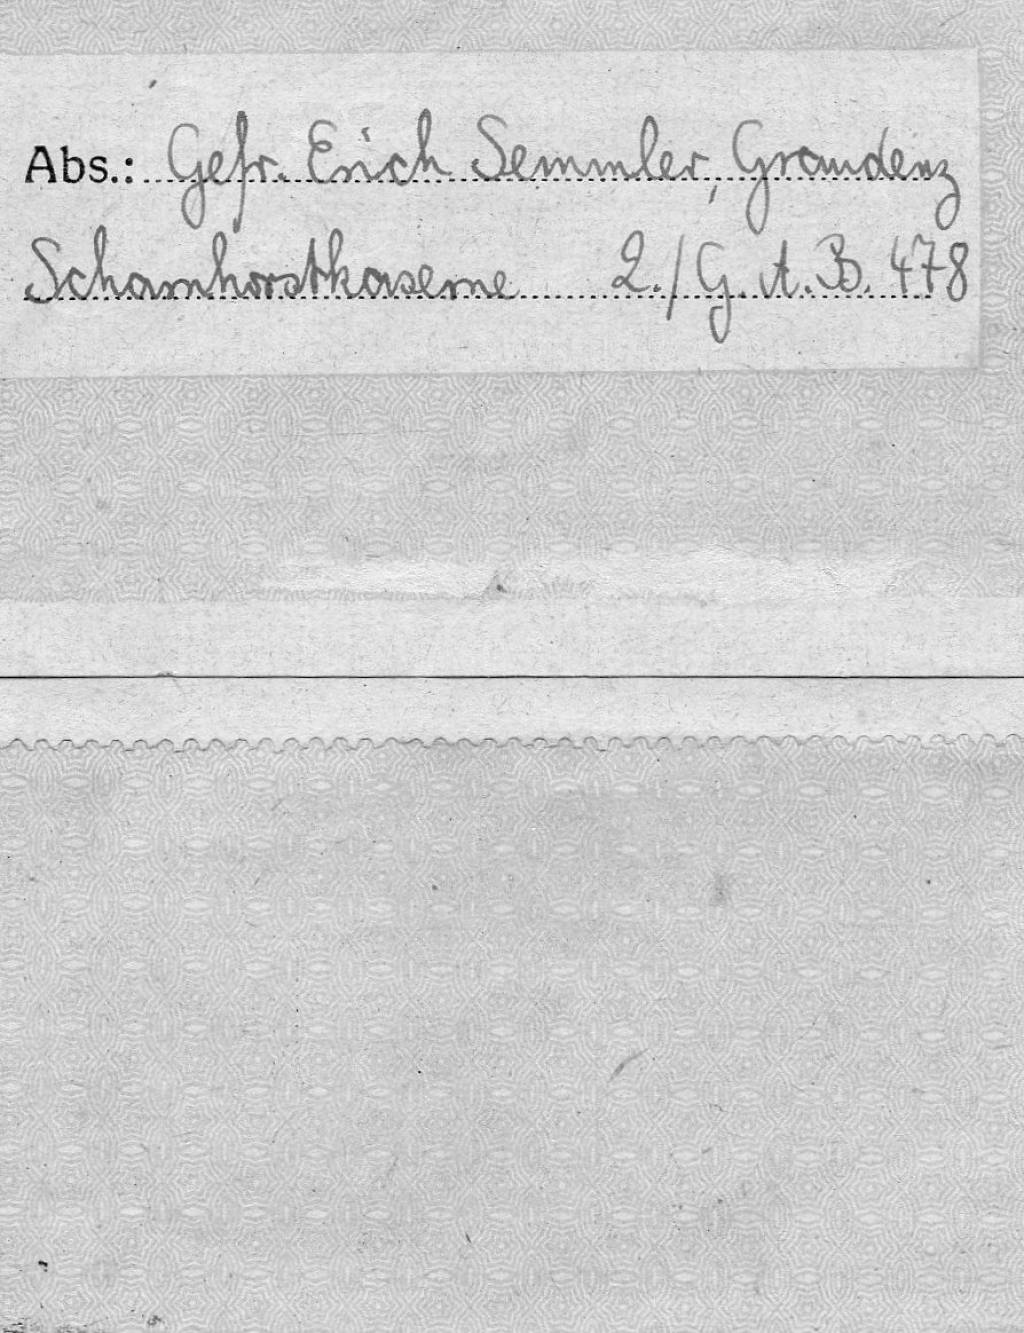 Abs.: Gefr. Erich Semmler, Graudenz
Scharnhorstkaserne 2./G.A.B. 478